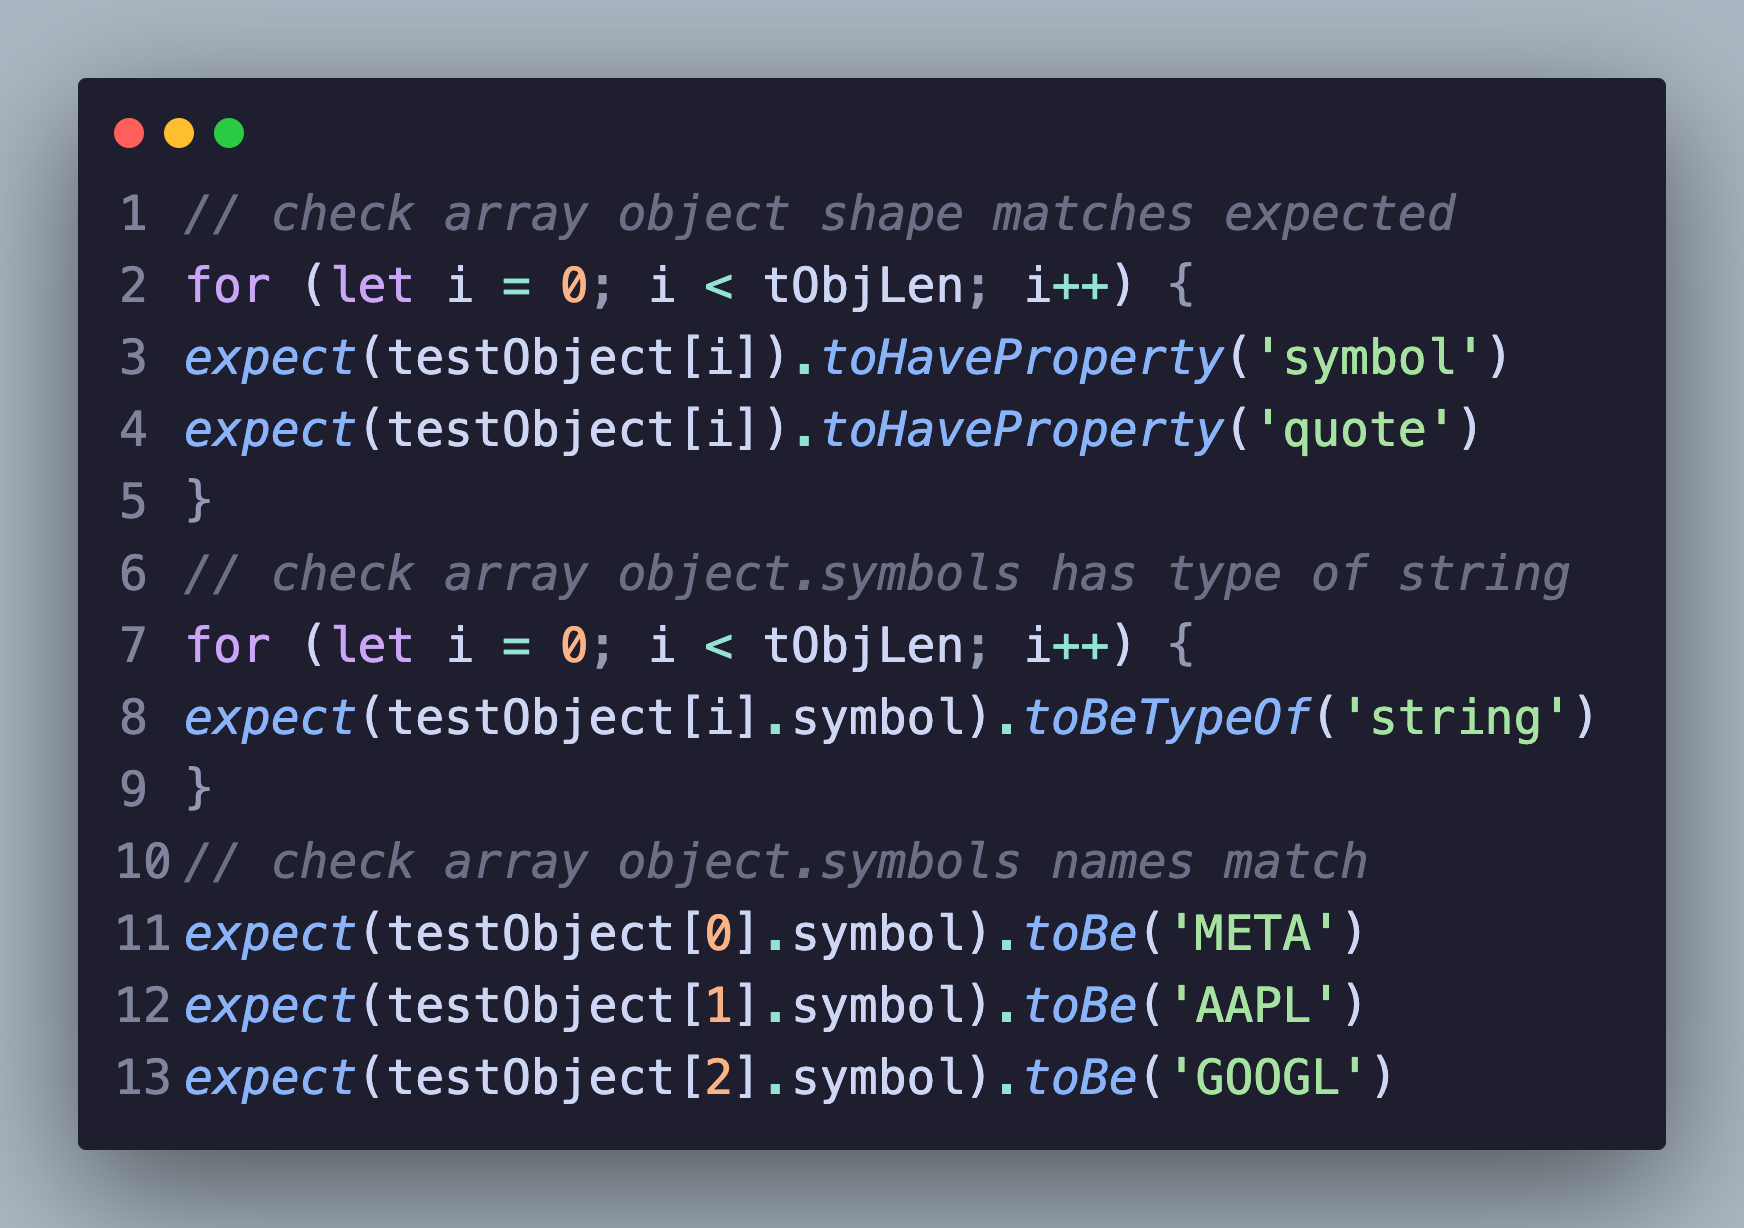 1 // check array object shape matches expected
2 for (let i = 0; i < tObjLen; i++) {
3 expect(testObject[i]).toHaveProperty('symbol')
4 expect(testObject[i]).toHaveProperty('quote')
5 }
6 // check array object.symbols has type of string
7 for (let i = 0; i < tObjLen; i++) {
8 expect(testObject[i].symbol).toBeTypeOf('string')
9 }
10 // check array object.symbols names match
11 expect(testObject[0].symbol).toBe('META')
12 expect(testObject[1].symbol).toBe('AAPL')
13 expect(testObject[2].symbol).toBe('GOOGL')